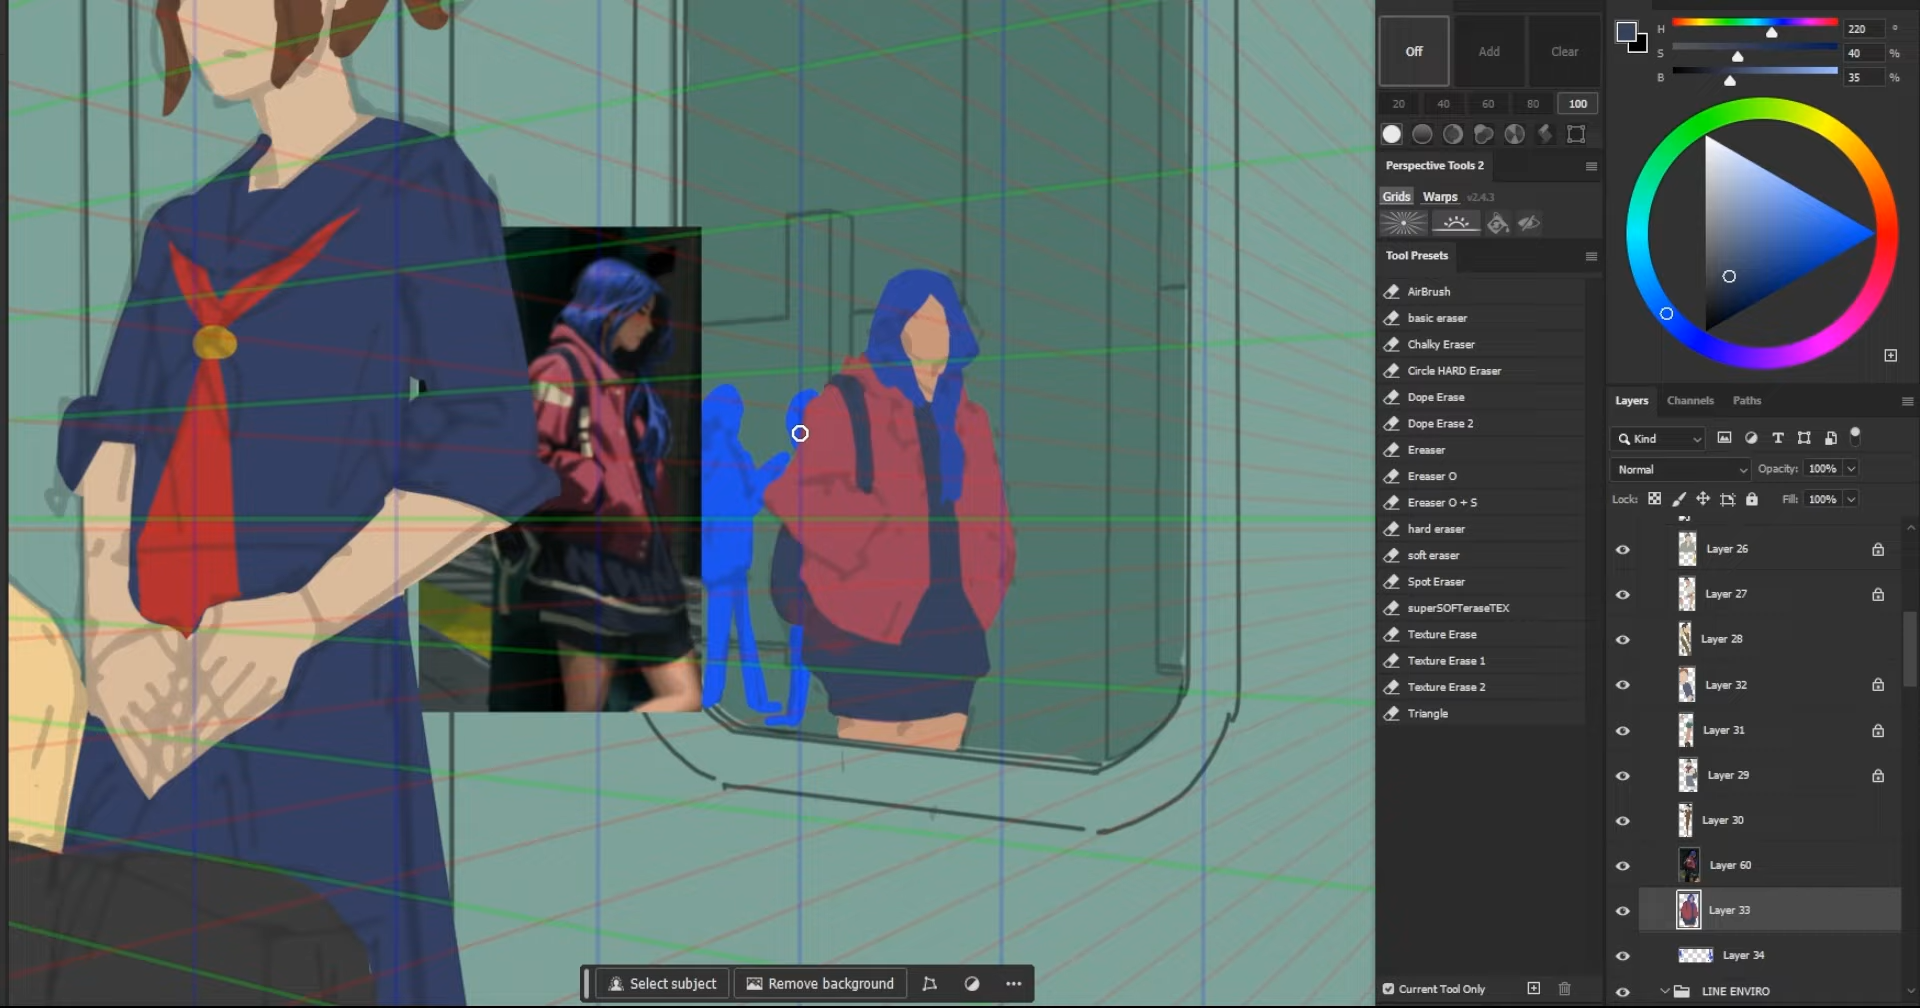 Off Add Clear
20 40 60 80 100
Perspective Tools 2
Grids Warps v2.4.3
Tool Presets
AirBrush
basic eraser
Chalky Eraser
Circle HARD Eraser
Dope Erase
Dope Erase 2
Ereaser
Ereaser O
Ereaser O + S
hard eraser
soft eraser
Spot Eraser
superSOFTeraseTEX
Texture Erase
Texture Erase 1
Texture Erase 2
Triangle
Current Tool Only
H 220 °
S 40 %
B 35 %
Layers Channels Paths
Kind
Normal Opacity: 100%
Lock: Fill: 100%
Layer 26
Layer 27
Layer 28
Layer 32
Layer 31
Layer 29
Layer 30
Layer 60
Layer 33
Layer 34
LINE ENVIRO
Select subject Remove background